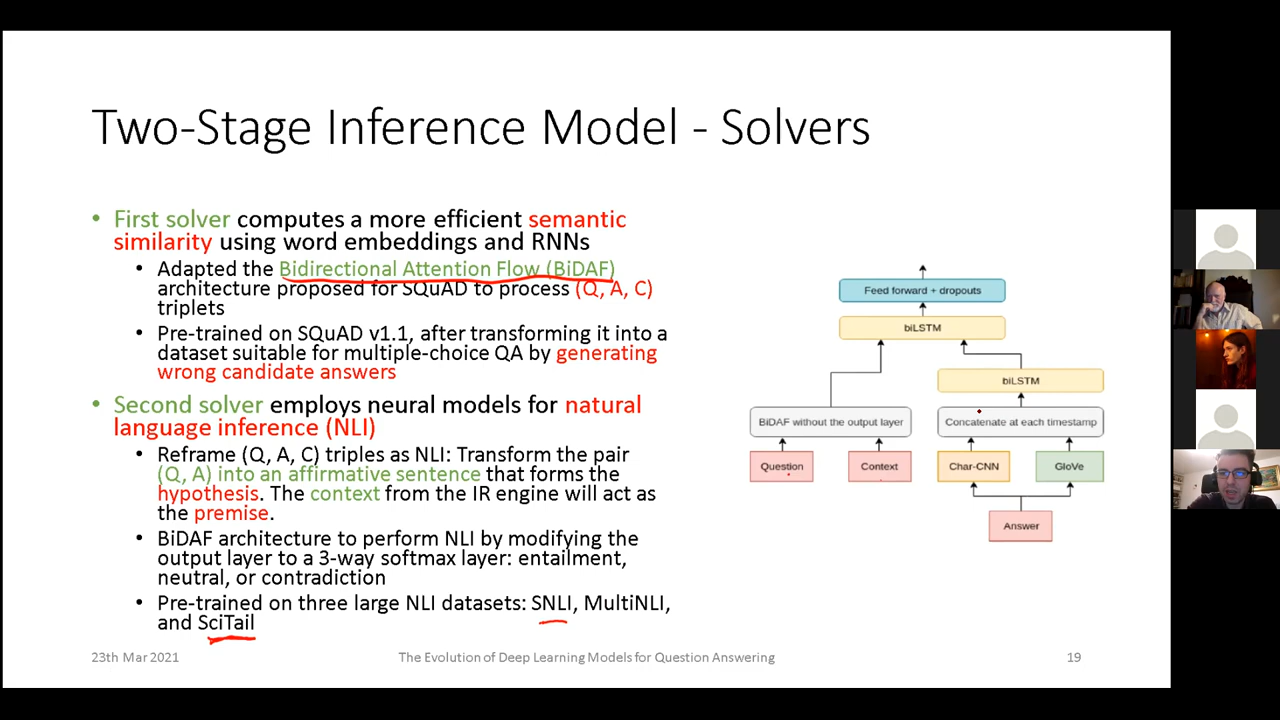 Two-Stage Inference Model - Solvers
• First solver computes a more efficient semantic
similarity using word embeddings and RNNs
• Adapted the Bidirectional Attention Flow (BiDAF)
architecture proposed for SQuAD to process (Q, A, C)
triplets
• Pre-trained on SQuAD v1.1, after transforming it into a
dataset suitable for multiple-choice QA by generating
wrong candidate answers
• Second solver employs neural models for natural
language inference (NLI)
• Reframe (Q, A, C) triples as NLI: Transform the pair
(Q, A) into an affirmative sentence that forms the
hypothesis. The context from the IR engine will act as
the premise.
• BiDAF architecture to perform NLI by modifying the
output layer to a 3-way softmax layer: entailment,
neutral, or contradiction
• Pre-trained on three large NLI datasets: SNLI, MultiNLI,
and SciTail
Feed forward + dropouts
biLSTM
biLSTM
BiDAF without the output layer
Concatenate at each timestamp
Question
Context
Char-CNN
GloVe
Answer
23th Mar 2021
The Evolution of Deep Learning Models for Question Answering
19